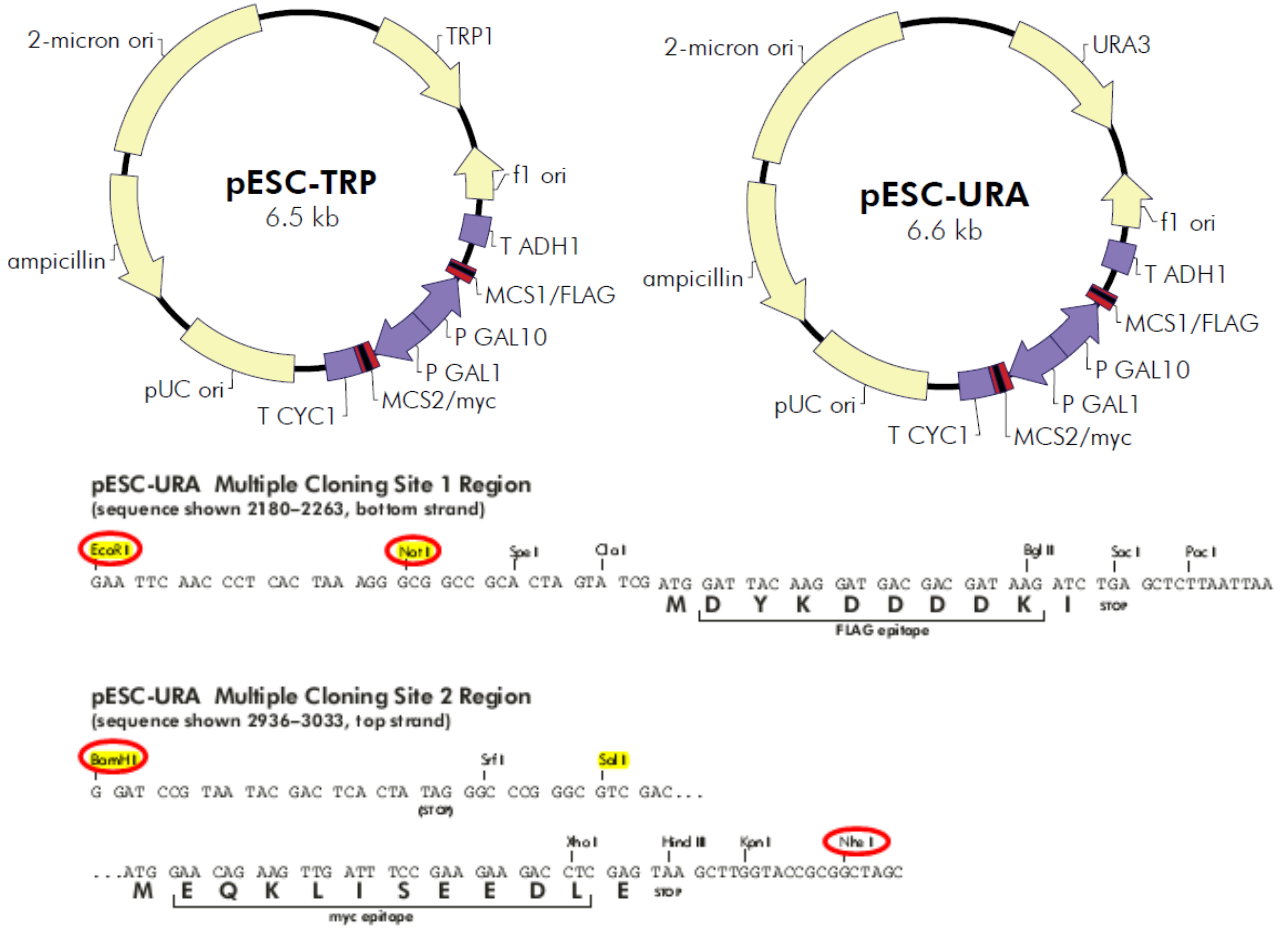 2-micron ori
TRP1
pESC-TRP
6.5 kb
f1 ori
T ADH1
MCS1/FLAG
P GAL10
P GAL1
MCS2/myc
T CYC1
pUC ori
ampicillin
2-micron ori
URA3
pESC-URA
6.6 kb
f1 ori
T ADH1
MCS1/FLAG
P GAL10
P GAL1
MCS2/myc
T CYC1
pUC ori
ampicillin
pESC-URA Multiple Cloning Site 1 Region
(sequence shown 2180–2263, bottom strand)
EcoR I Not I Spe I Cla I Bgl II Sac I Pac I
GAA TTC AAC CCT CAC TAA AGG GCG GCC GCA CTA GTA TCG ATG GAT TAC AAG GAT GAC GAC GAT AAG ATC TGA GCTCTTAATTAA
M D Y K D D D D K I STOP
FLAG epitope
pESC-URA Multiple Cloning Site 2 Region
(sequence shown 2936–3033, top strand)
BamH I Srf I Sal I
G GAT CCG TAA TAC GAC TCA CTA TAG GGC CCG GGC GTC GAC...
(STOP)
Xho I Hind III Kpn I Nhe I
...ATG GAA CAG AAG TTG ATT TCC GAA GAA GAC CTC GAG TAA GCTTGGTACCGCGGCTAGC
M E Q K L I S E E D L E STOP
myc epitope